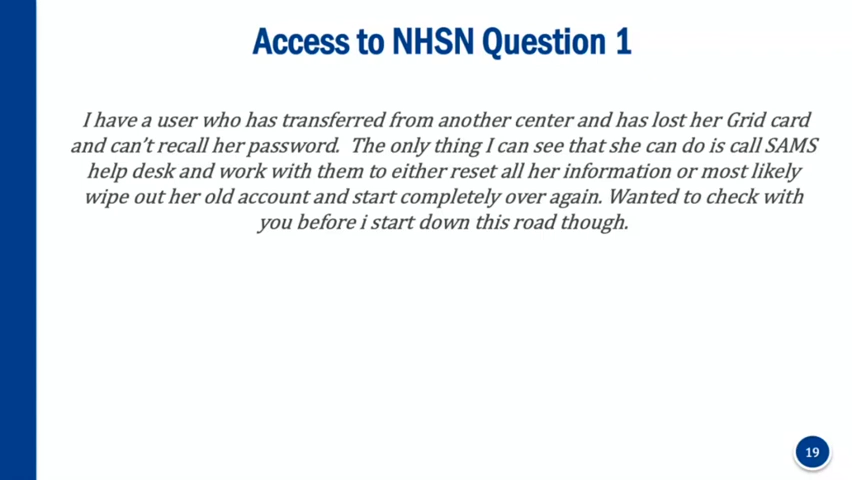 Access to NHSN Question 1
I have a user who has transferred from another center and has lost her Grid card
and can't recall her password.  The only thing I can see that she can do is call SAMS
help desk and work with them to either reset all her information or most likely
wipe out her old account and start completely over again. Wanted to check with
you before i start down this road though.
19